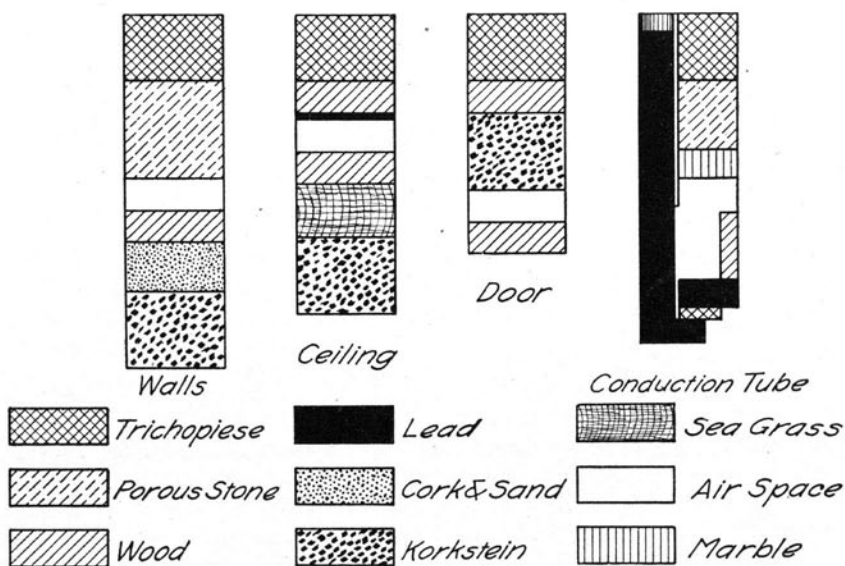 Walls
Ceiling
Door
Conduction Tube
Trichopiese
Lead
Sea Grass
Porous Stone
Cork & Sand
Air Space
Wood
Korkstein
Marble